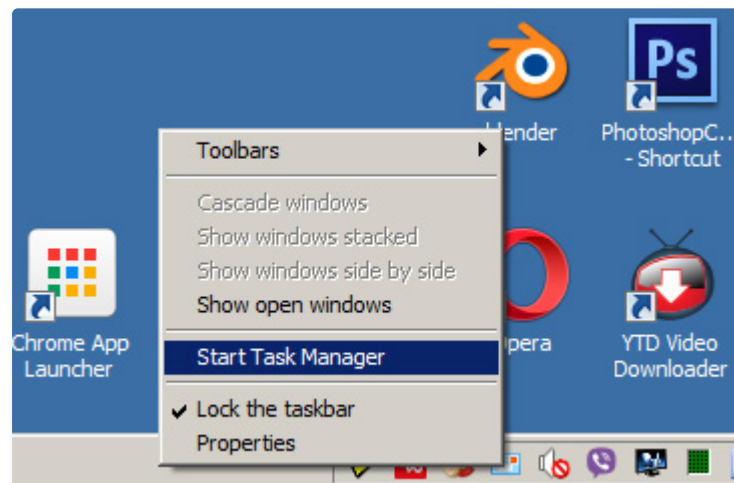 Ps
blender
PhotoshopC...
- Shortcut
Toolbars
Cascade windows
Show windows stacked
Show windows side by side
Show open windows
Start Task Manager
Lock the taskbar
Properties
Chrome App
Launcher
Opera
YTD Video
Downloader